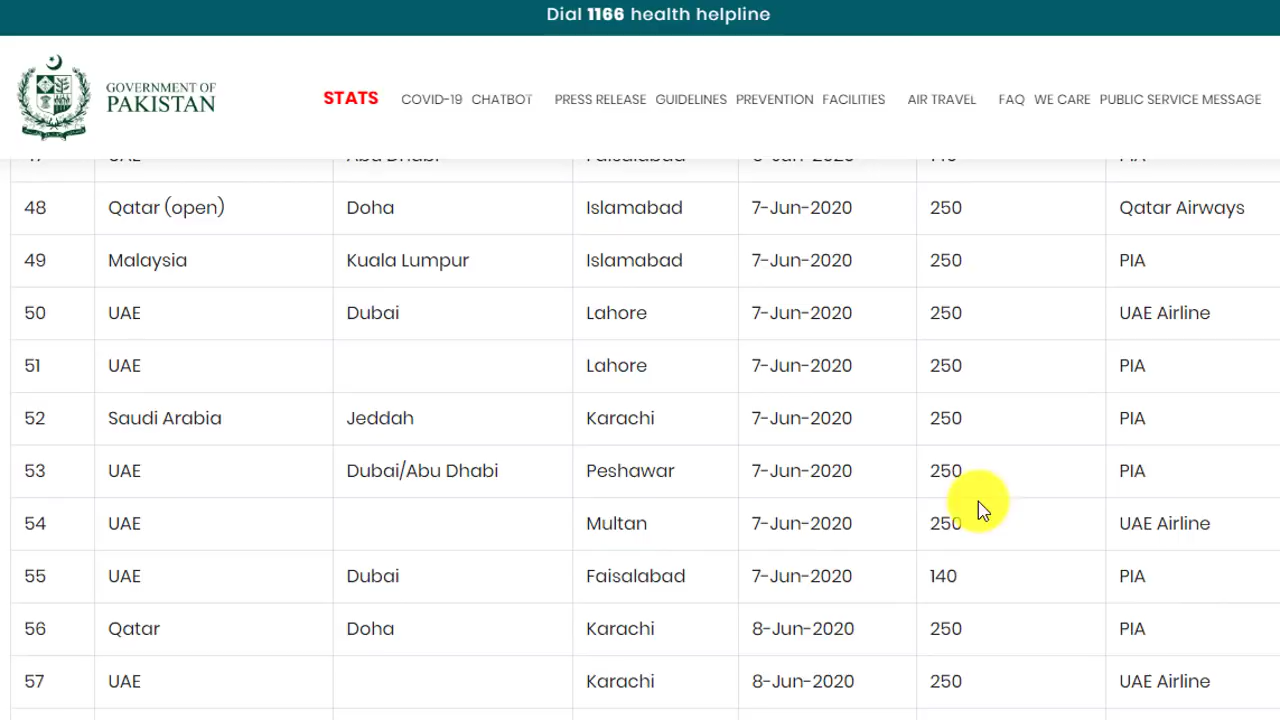 Dial 1166 health helpline
GOVERNMENT OF
PAKISTAN
STATS COVID-19 CHATBOT PRESS RELEASE GUIDELINES PREVENTION FACILITIES AIR TRAVEL FAQ WE CARE PUBLIC SERVICE MESSAGE
48 Qatar (open) Doha Islamabad 7-Jun-2020 250 Qatar Airways
49 Malaysia Kuala Lumpur Islamabad 7-Jun-2020 250 PIA
50 UAE Dubai Lahore 7-Jun-2020 250 UAE Airline
51 UAE Lahore 7-Jun-2020 250 PIA
52 Saudi Arabia Jeddah Karachi 7-Jun-2020 250 PIA
53 UAE Dubai/Abu Dhabi Peshawar 7-Jun-2020 250 PIA
54 UAE Multan 7-Jun-2020 250 UAE Airline
55 UAE Dubai Faisalabad 7-Jun-2020 140 PIA
56 Qatar Doha Karachi 8-Jun-2020 250 PIA
57 UAE Karachi 8-Jun-2020 250 UAE Airline